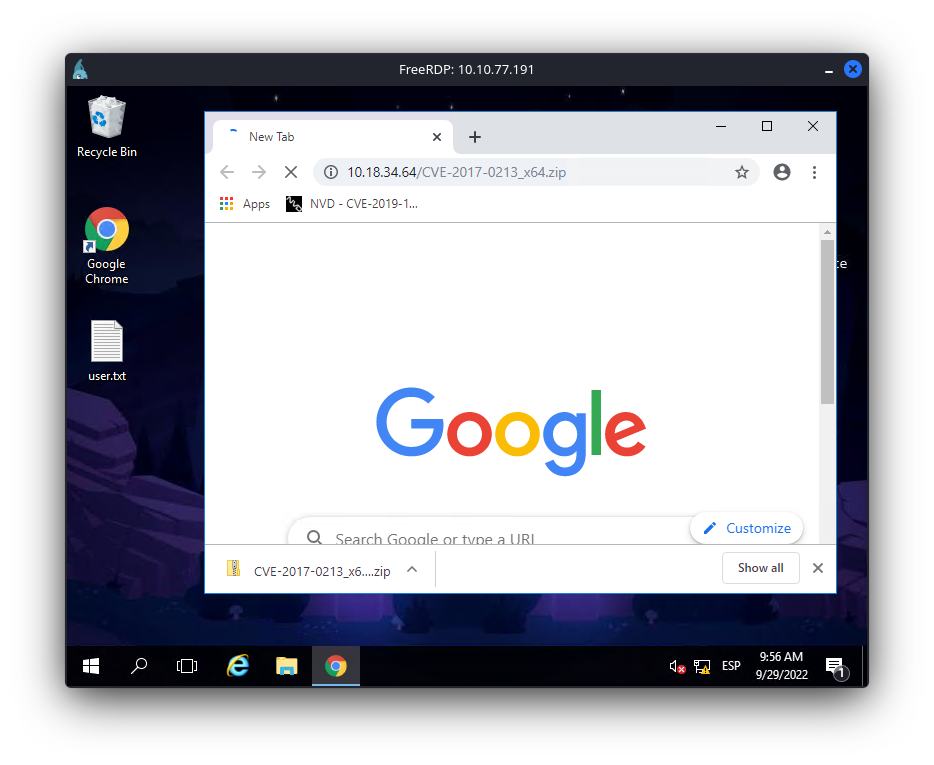 FreeRDP: 10.10.77.191
Recycle Bin
New Tab
10.18.34.64/CVE-2017-0213_x64.zip
Apps
NVD - CVE-2019-1...
Google
Chrome
te
user.txt
Google
Search Google or type a URL
Customize
CVE-2017-0213_x6....zip
Show all
ESP
9:56 AM
9/29/2022
1